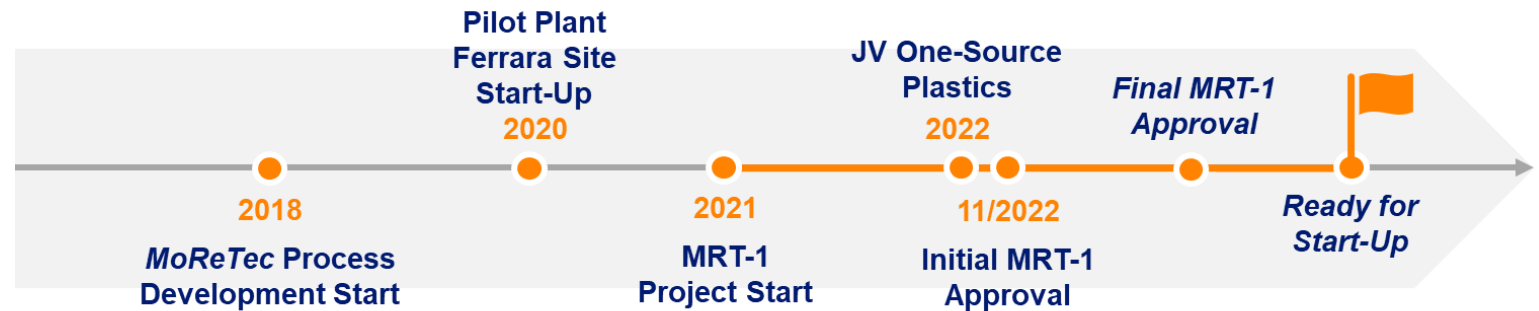 Pilot Plant
Ferrara Site
Start-Up
2020
JV One-Source
Plastics
2022
Final MRT-1
Approval
2018
MoReTec Process
Development Start
2021
MRT-1
Project Start
11/2022
Initial MRT-1
Approval
Ready for
Start-Up